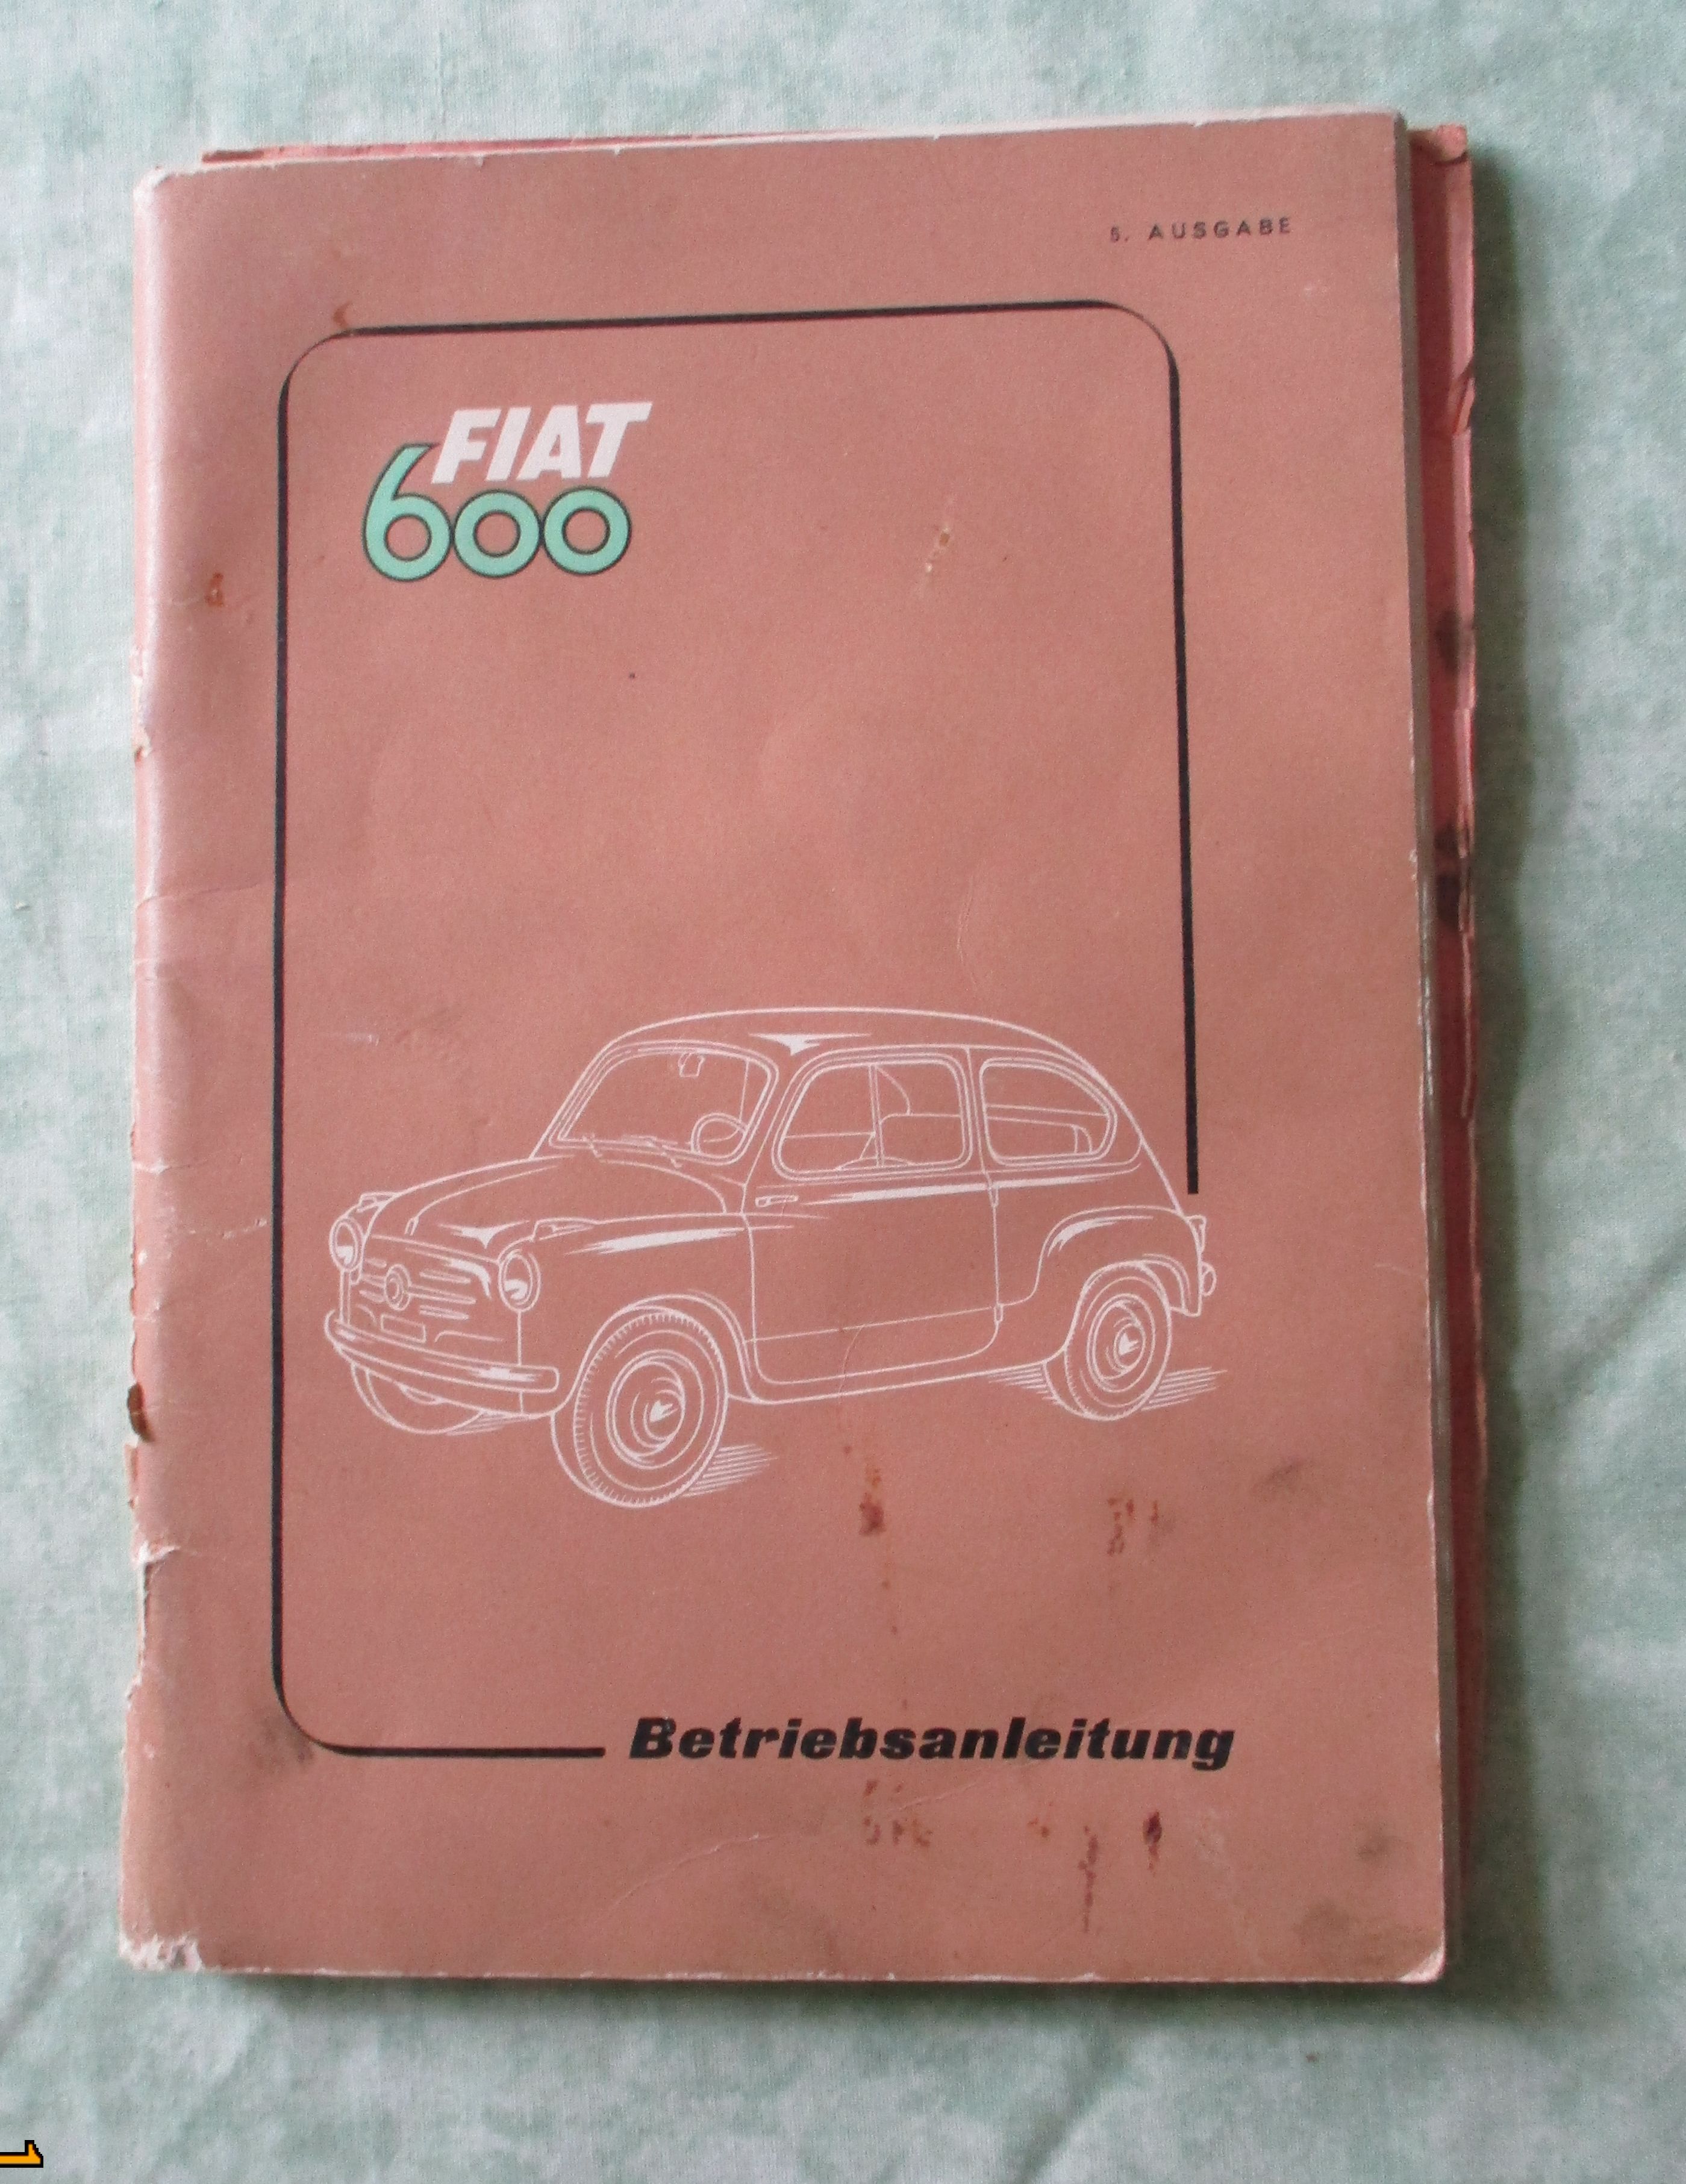 5. AUSGABE
FIAT
600
Betriebsanleitung